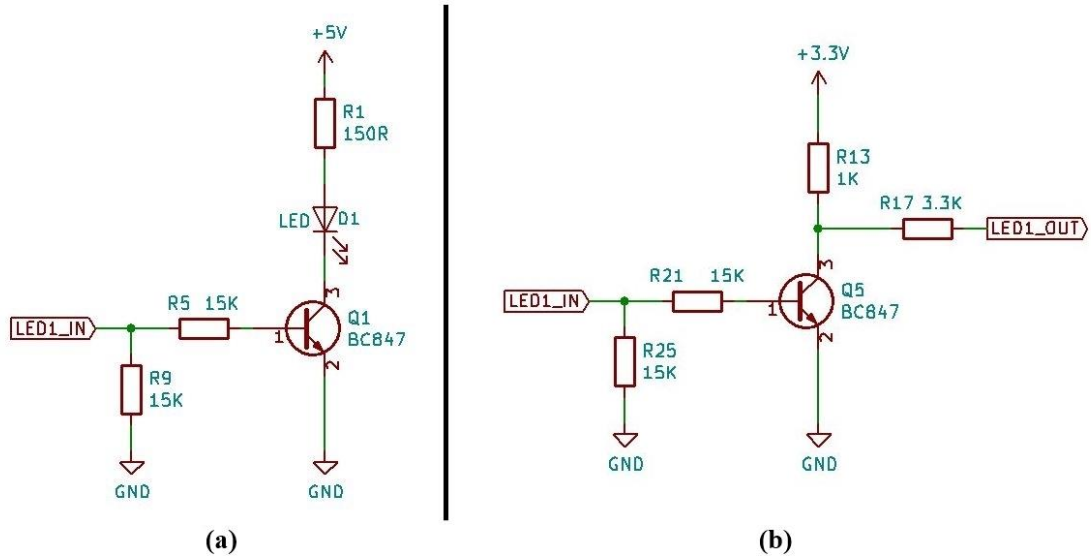 +5V
R1
150R
LED D1
3
R5 15K
Q1
BC847
LED1_IN
1
2
R9
15K
GND
GND
(a)
+3.3V
R13
1K
R17 3.3K
LED1_OUT
3
R21 15K
Q5
BC847
LED1_IN
1
2
R25
15K
GND
GND
(b)